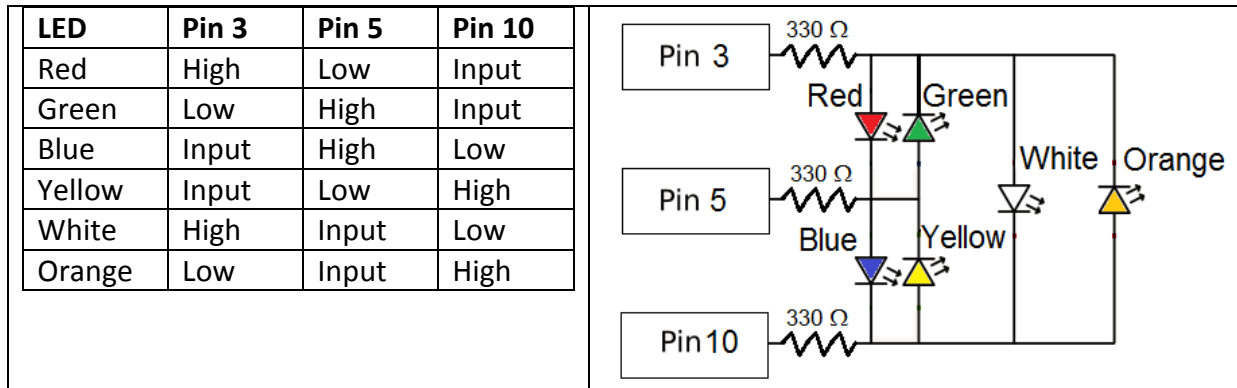 LED Pin 3 Pin 5 Pin 10
Red High Low Input
Green Low High Input
Blue Input High Low
Yellow Input Low High
White High Input Low
Orange Low Input High
330 Ω
Pin 3
Red Green
White Orange
330 Ω
Pin 5
Blue Yellow
330 Ω
Pin10